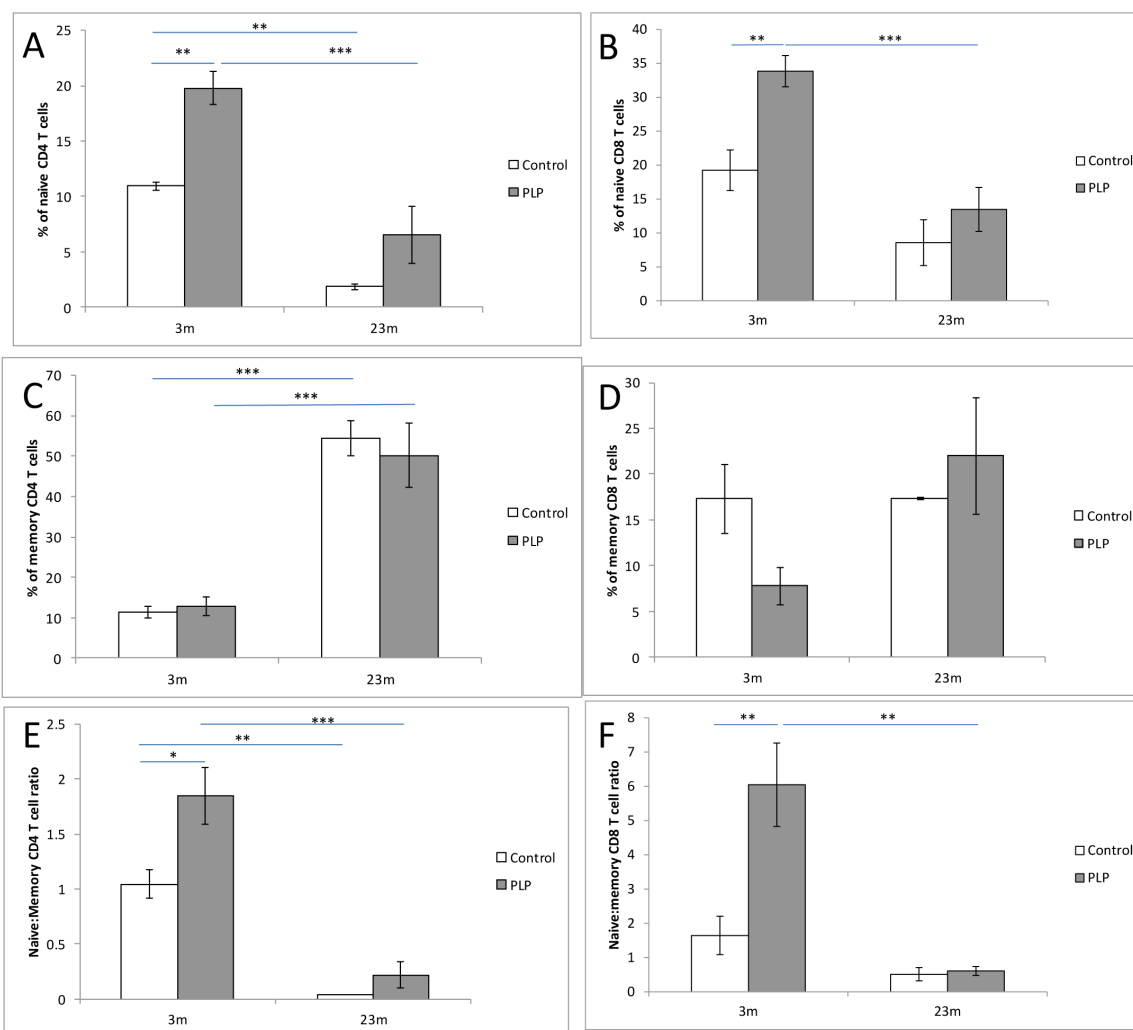 A
% of naive CD4 T cells
25
20
15
10
5
0
**
**
***
3m
23m
Control
PLP
B
% of naive CD8 T cells
40
35
30
25
20
15
10
5
0
**
***
3m
23m
Control
PLP
C
% of memory CD4 T cells
70
60
50
40
30
20
10
0
***
***
3m
23m
Control
PLP
D
% of memory CD8 T cells
30
25
20
15
10
5
0
3m
23m
Control
PLP
E
Naive:Memory CD4 T cell ratio
2.5
2
1.5
1
0.5
0
***
**
*
3m
23m
Control
PLP
F
Naive:memory CD8 T cell ratio
8
7
6
5
4
3
2
1
0
**
**
3m
23m
Control
PLP